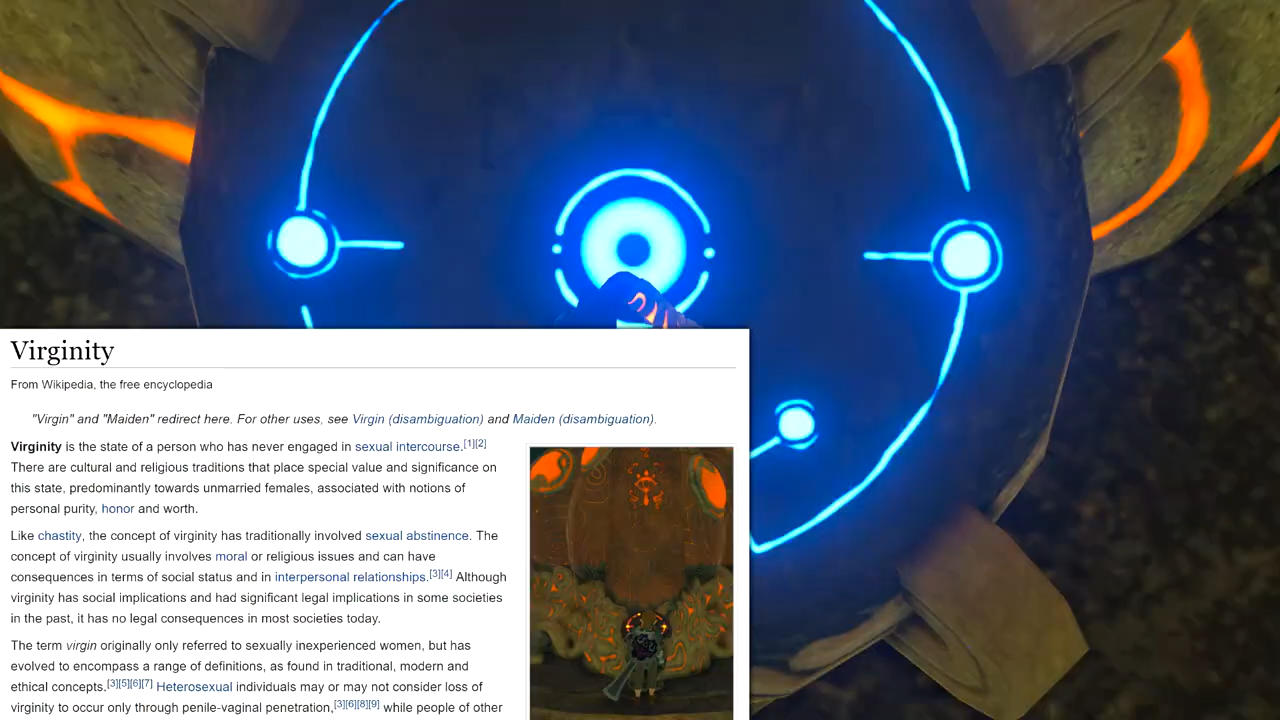 Virginity
From Wikipedia, the free encyclopedia
"Virgin" and "Maiden" redirect here. For other uses, see Virgin (disambiguation) and Maiden (disambiguation).
Virginity is the state of a person who has never engaged in sexual intercourse.[1][2]
There are cultural and religious traditions that place special value and significance on
this state, predominantly towards unmarried females, associated with notions of
personal purity, honor and worth.
Like chastity, the concept of virginity has traditionally involved sexual abstinence. The
concept of virginity usually involves moral or religious issues and can have
consequences in terms of social status and in interpersonal relationships.[3][4] Although
virginity has social implications and had significant legal implications in some societies
in the past, it has no legal consequences in most societies today.
The term virgin originally only referred to sexually inexperienced women, but has
evolved to encompass a range of definitions, as found in traditional, modern and
ethical concepts.[3][5][6][7] Heterosexual individuals may or may not consider loss of
virginity to occur only through penile-vaginal penetration,[3][6][8][9] while people of other